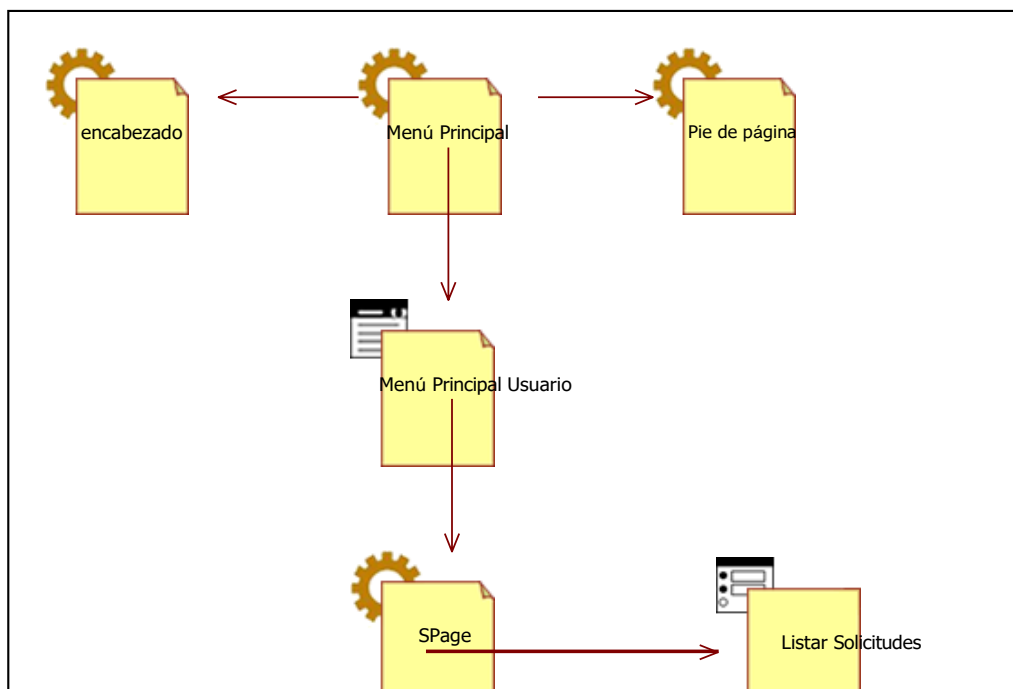 encabezado
Menú Principal
Pie de página
Menú Principal Usuario
SPage
Listar Solicitudes